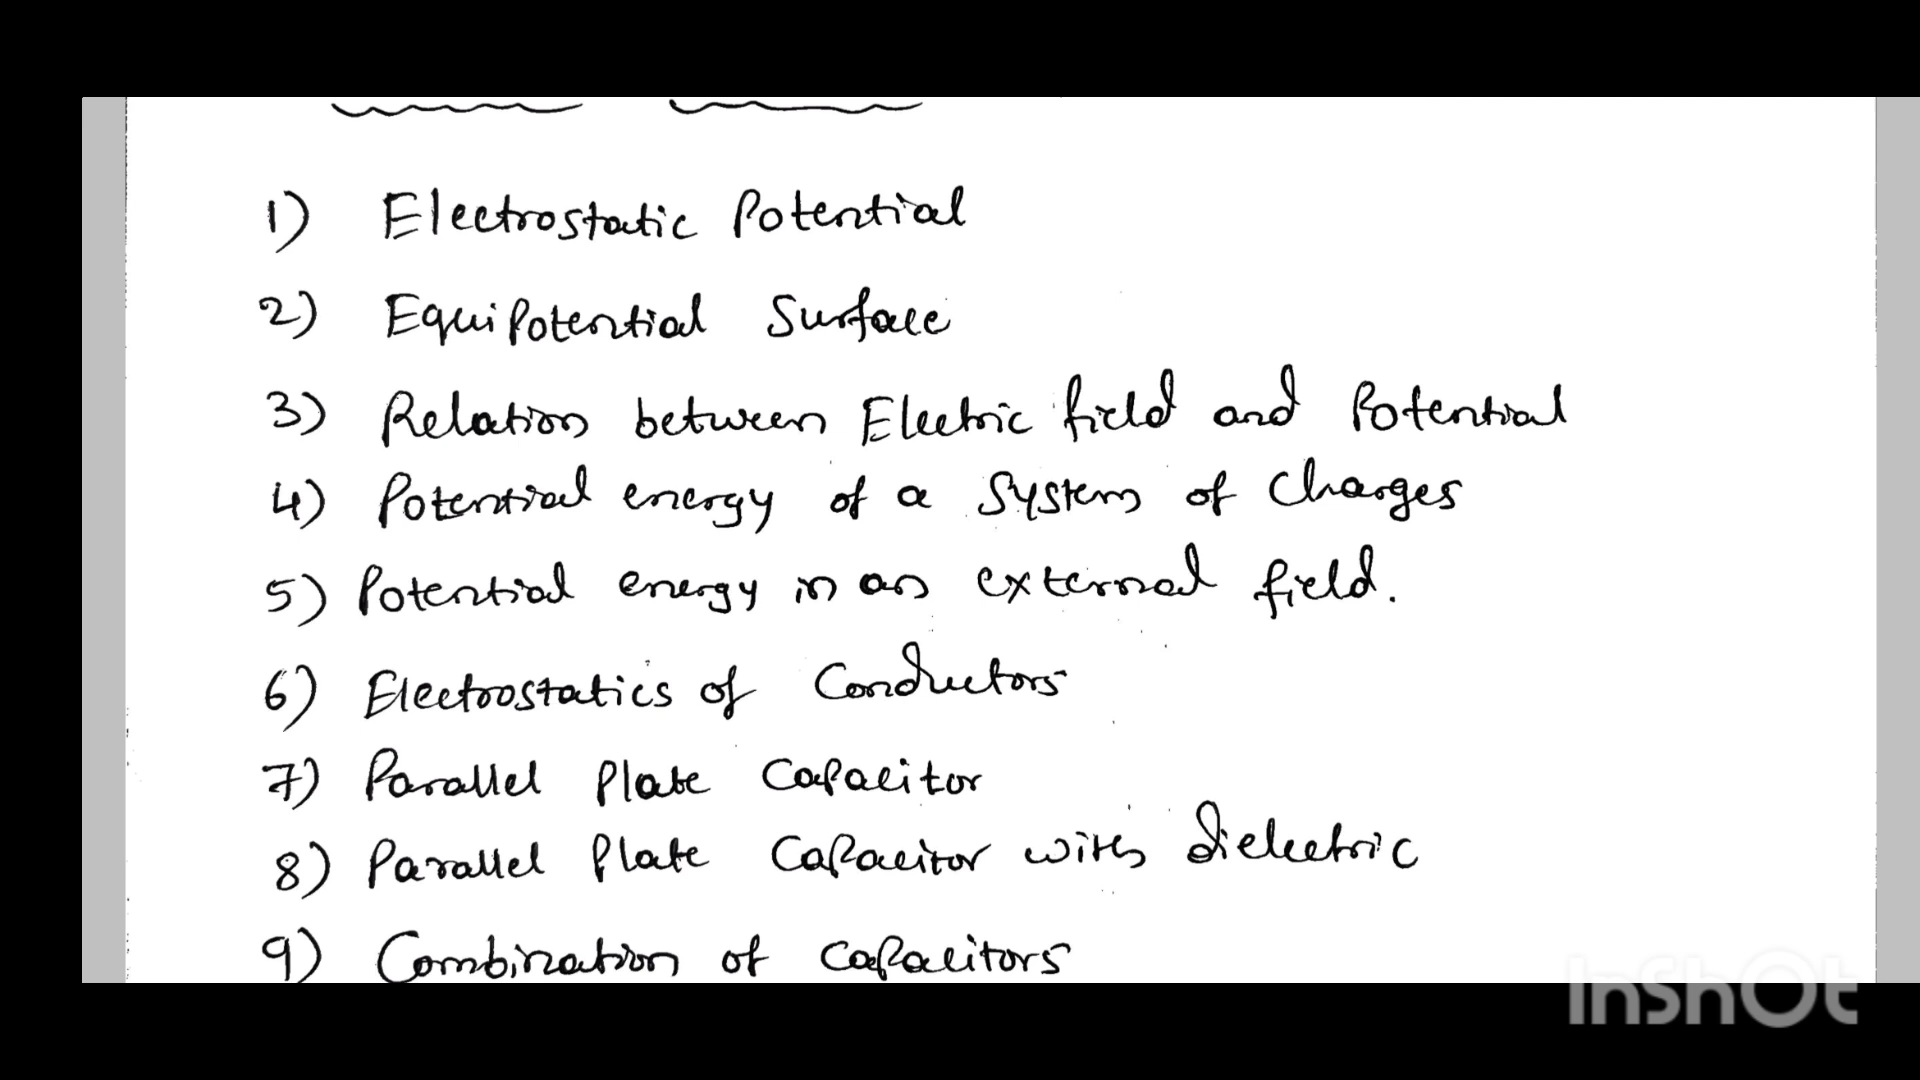 1) Electrostatic Potential
2) Equipotential Surface
3) Relation between Electric field and Potential
4) Potential energy of a System of Charges
5) Potential energy in an external field.
6) Electrostatics of Conductors
7) Parallel Plate Capacitor
8) Parallel Plate Capacitor with dielectric
9) Combination of Capacitors
InShOt